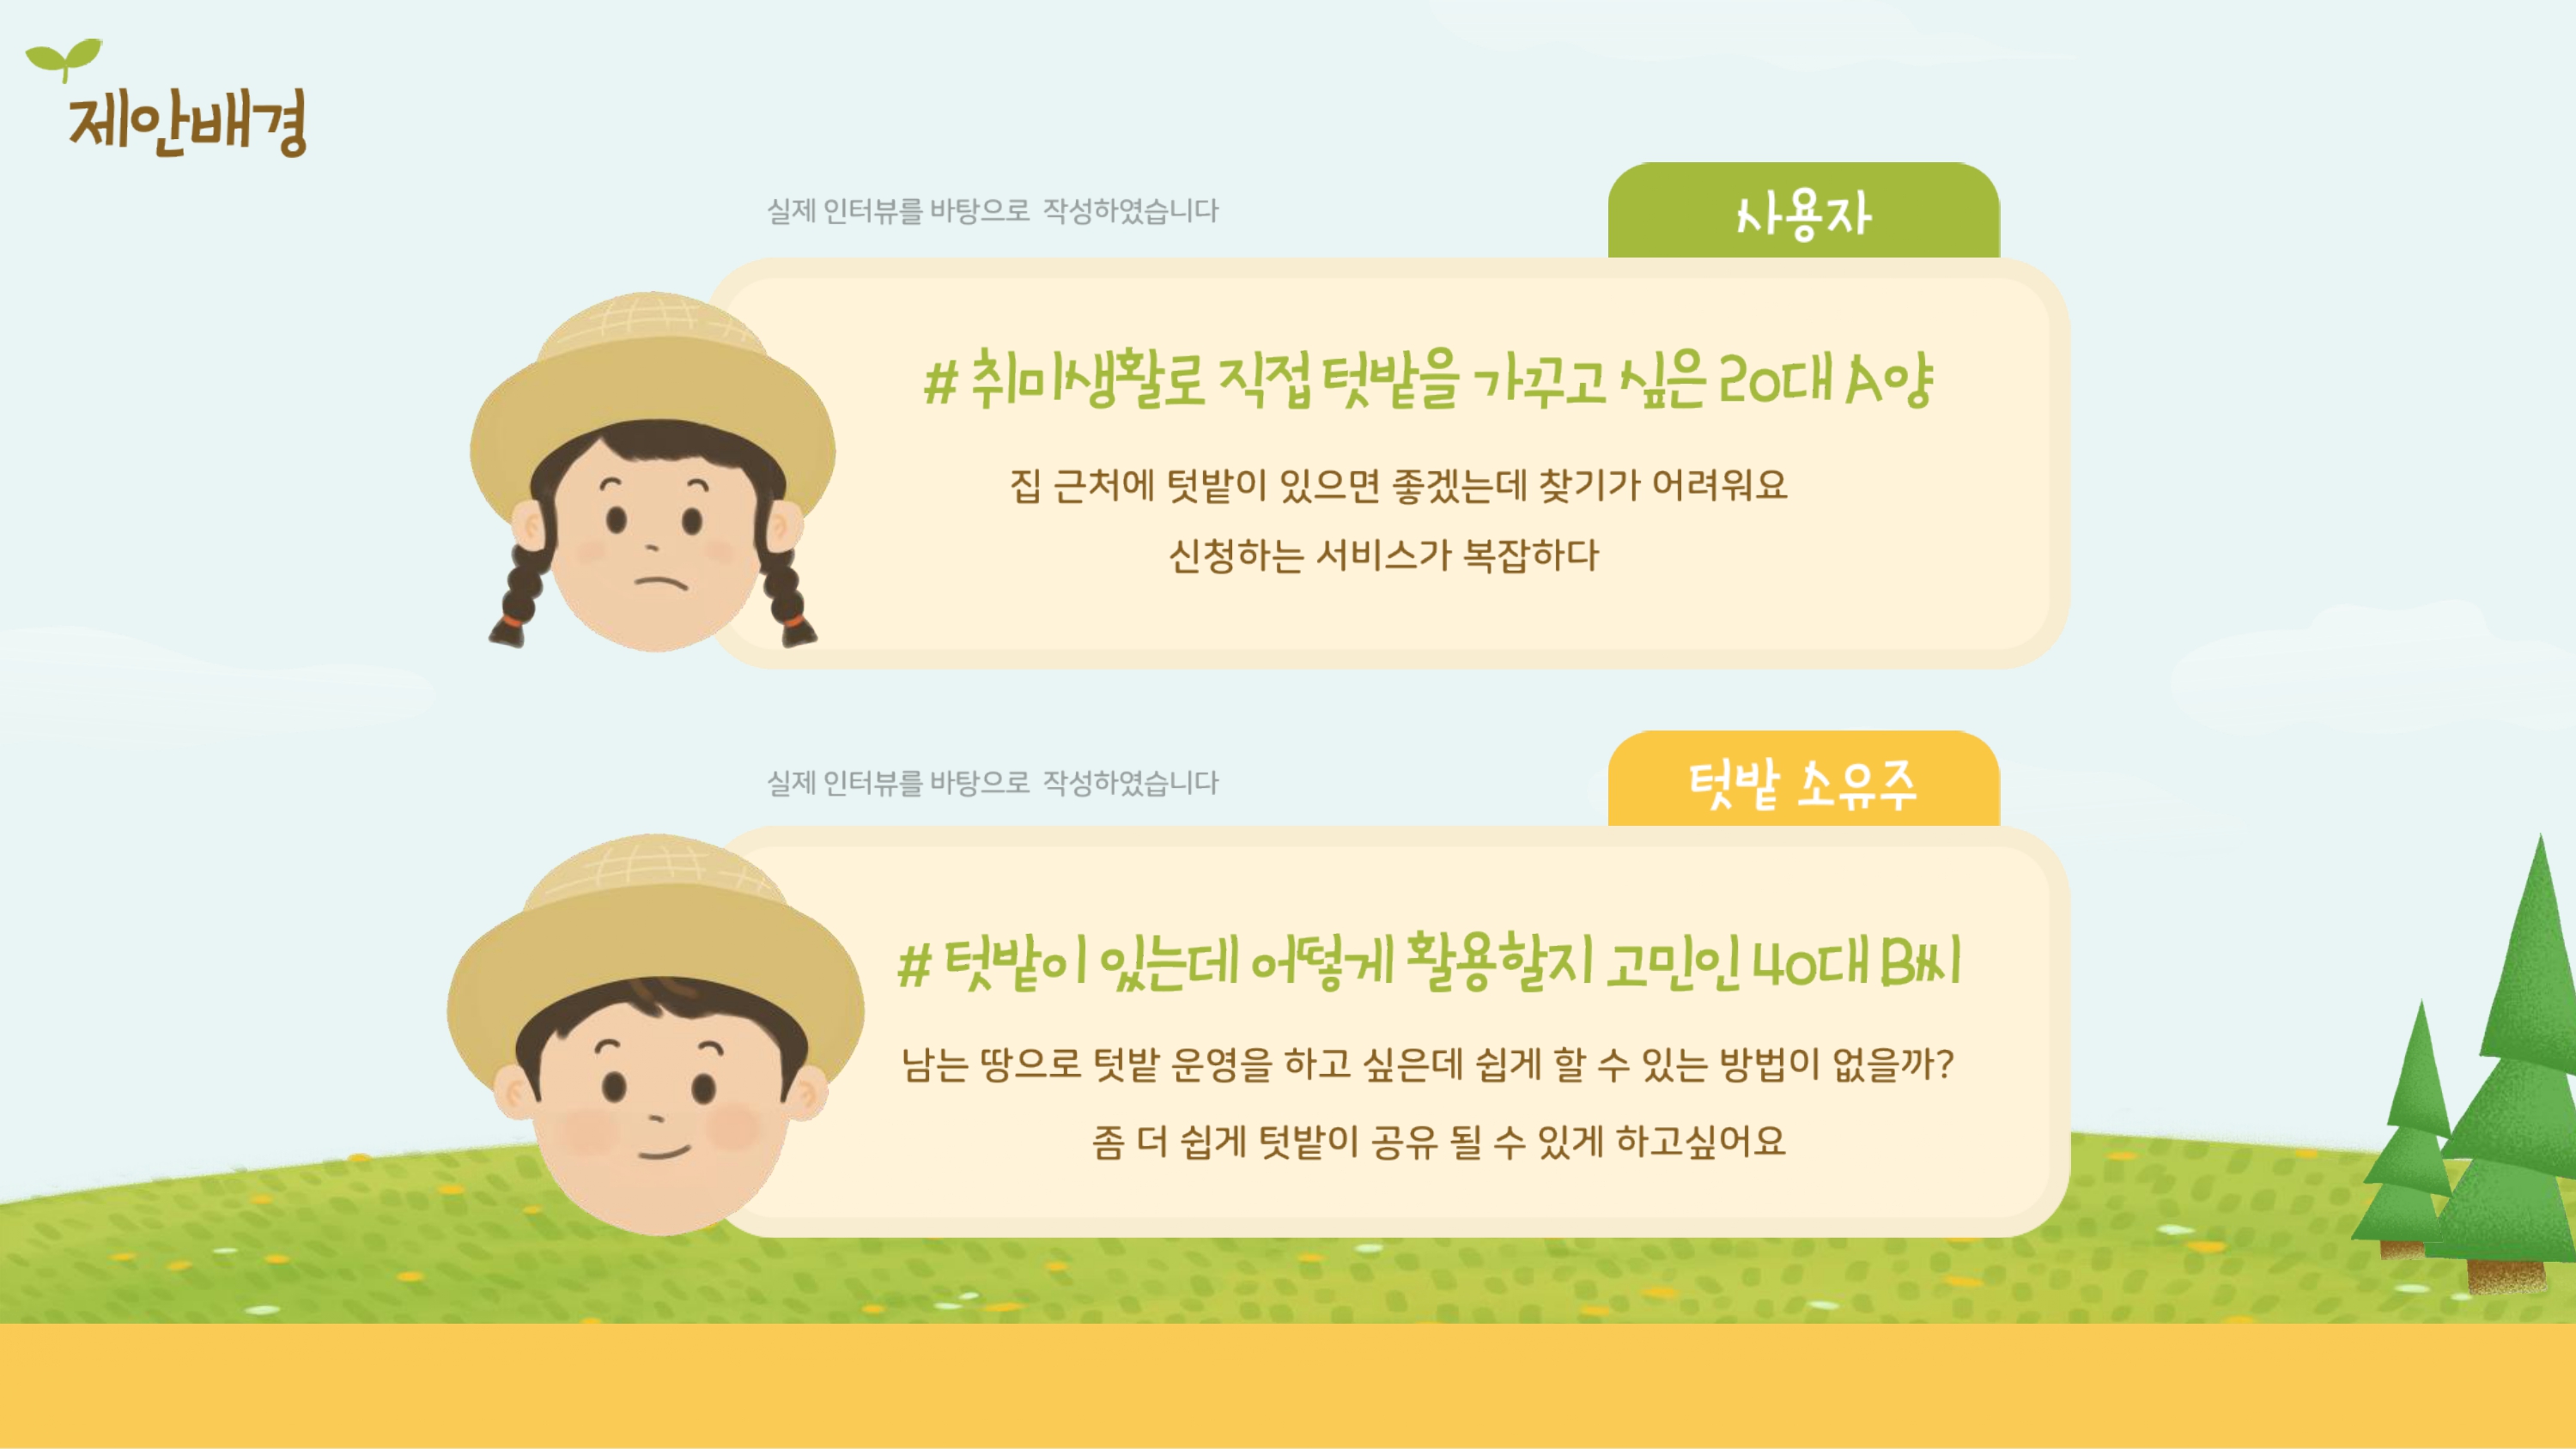 제안배경
실제 인터뷰를 바탕으로 작성하였습니다
사용자
# 취미생활로 직접 텃밭을 가꾸고 싶은 20대 A양
집 근처에 텃밭이 있으면 좋겠는데 찾기가 어려워요
신청하는 서비스가 복잡하다
실제 인터뷰를 바탕으로 작성하였습니다
텃밭 소유주
# 텃밭이 있는데 어떻게 활용할지 고민인 40대 B씨
남는 땅으로 텃밭 운영을 하고 싶은데 쉽게 할 수 있는 방법이 없을까?
좀 더 쉽게 텃밭이 공유 될 수 있게 하고싶어요